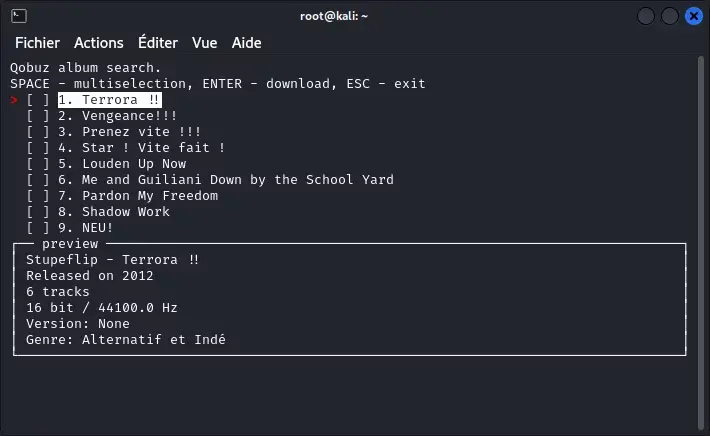 root@kali: ~
Fichier Actions Éditer Vue Aide
Qobuz album search.
SPACE - multiselection, ENTER - download, ESC - exit
> [ ] 1. Terrora !!
[ ] 2. Vengeance!!!
[ ] 3. Prenez vite !!!
[ ] 4. Star ! Vite fait !
[ ] 5. Louden Up Now
[ ] 6. Me and Guiliani Down by the School Yard
[ ] 7. Pardon My Freedom
[ ] 8. Shadow Work
[ ] 9. NEU!
preview
Stupeflip - Terrora !!
Released on 2012
6 tracks
16 bit / 44100.0 Hz
Version: None
Genre: Alternatif et Indé